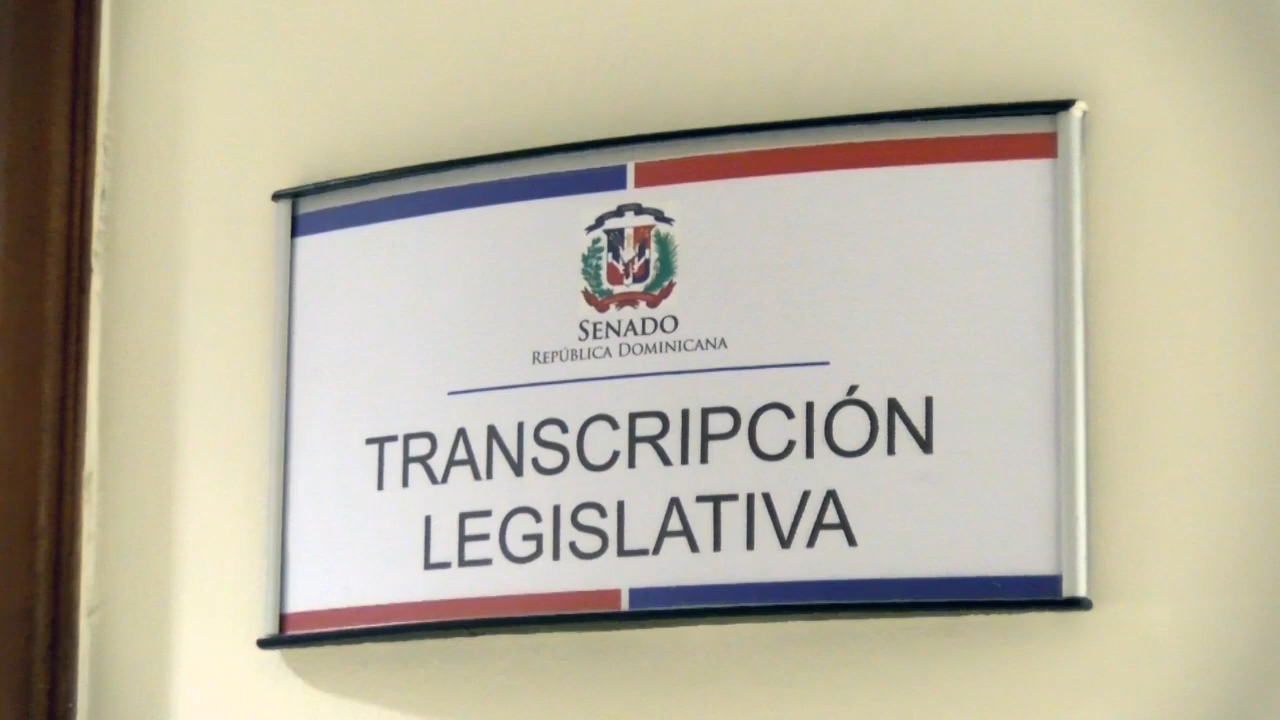 SENADO
REPÚBLICA DOMINICANA
TRANSCRIPCIÓN
LEGISLATIVA